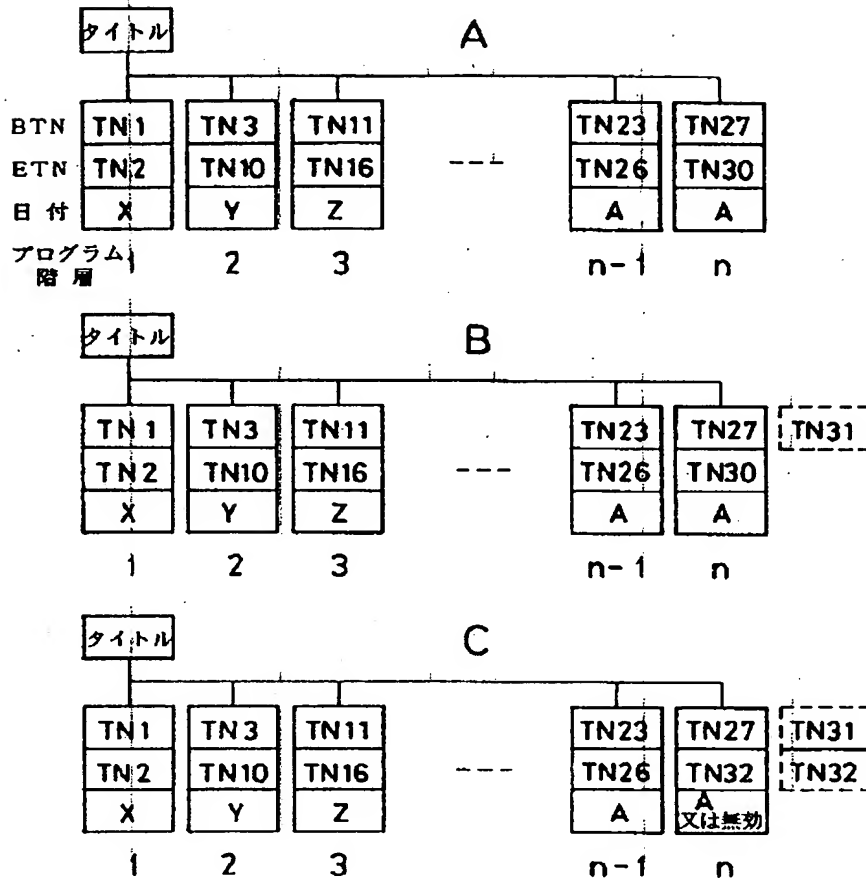 タイトル
A
BTN TN1 TN3 TN11 TN23 TN27
ETN TN2 TN10 TN16 --- TN26 TN30
日付 X Y Z A A
プログラム階層 1 2 3 n-1 n
タイトル
B
TN1 TN3 TN11 TN23 TN27 TN31
TN2 TN10 TN16 --- TN26 TN30
X Y Z A A
1 2 3 n-1 n
タイトル
C
TN1 TN3 TN11 TN23 TN27 TN31
TN2 TN10 TN16 --- TN26 TN32 TN32
X Y Z A A
又は無効
1 2 3 n-1 n